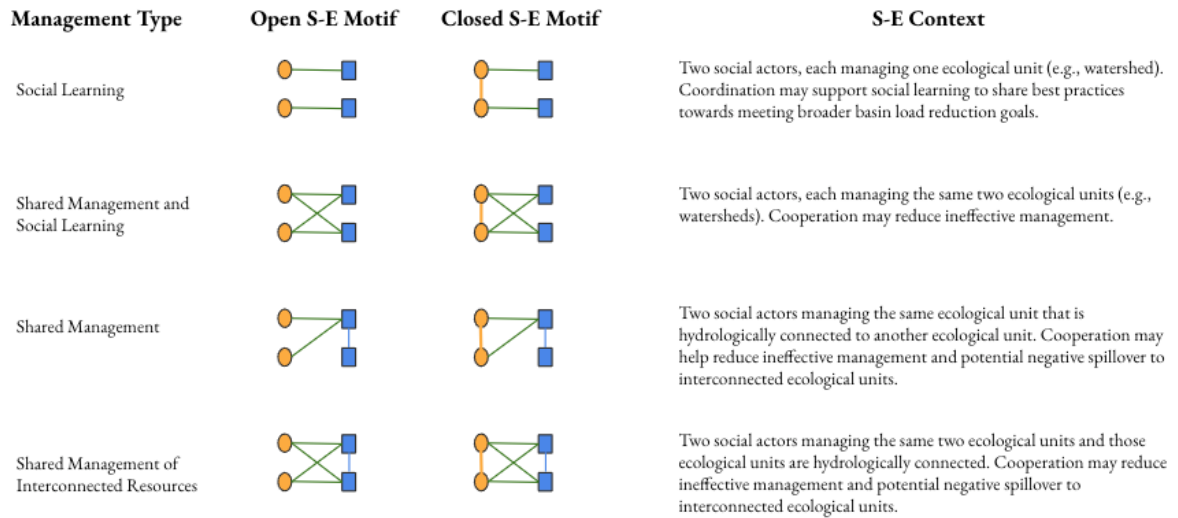 Management Type
Open S-E Motif
Closed S-E Motif
S-E Context
Social Learning
Two social actors, each managing one ecological unit (e.g., watershed).
Coordination may support social learning to share best practices
towards meeting broader basin load reduction goals.
Shared Management and
Social Learning
Two social actors, each managing the same two ecological units (e.g.,
watersheds). Cooperation may reduce ineffective management.
Shared Management
Two social actors managing the same ecological unit that is
hydrologically connected to another ecological unit. Cooperation may
help reduce ineffective management and potential negative spillover to
interconnected ecological units.
Shared Management of
Interconnected Resources
Two social actors managing the same two ecological units and those
ecological units are hydrologically connected. Cooperation may reduce
ineffective management and potential negative spillover to
interconnected ecological units.